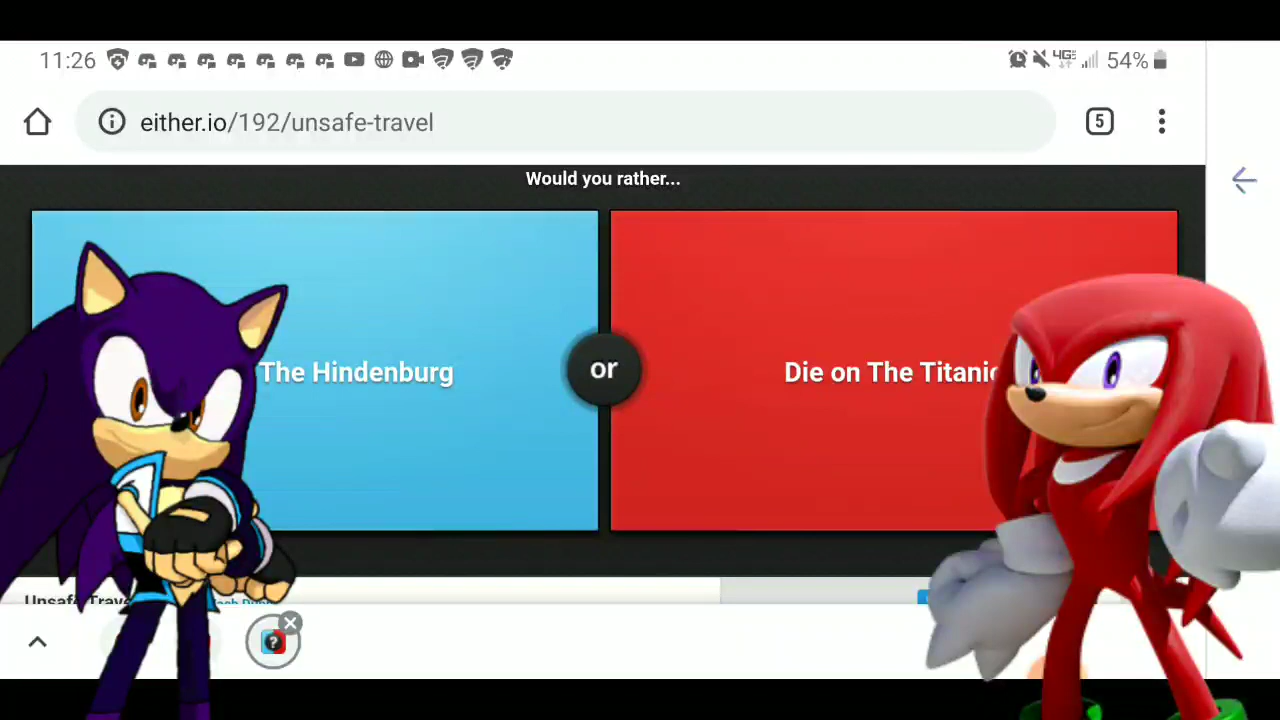 11:26
4GE 54%
either.io/192/unsafe-travel
5
Would you rather...
The Hindenburg
or
Die on The Titanic